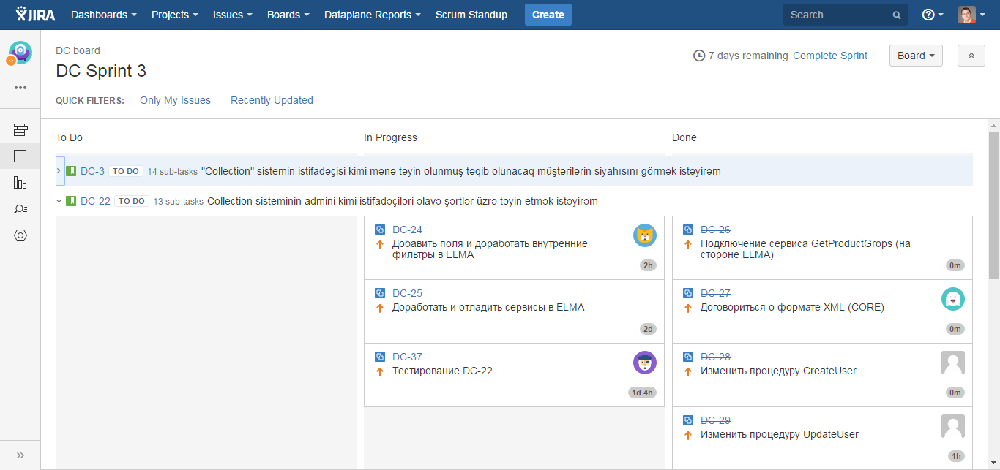 JIRA Dashboards Projects Issues Boards Dataplane Reports Scrum Standup Create Search
DC board
DC Sprint 3
7 days remaining Complete Sprint Board
QUICK FILTERS: Only My Issues Recently Updated
To Do In Progress Done
DC-3 TO DO 14 sub-tasks "Collection" sistemin istifadəçisi kimi mənə təyin olunmuş təqib olunacaq müştərilərin siyahısını görmək istəyirəm
DC-22 TO DO 13 sub-tasks Collection sisteminin admini kimi istifadəçiləri əlavə şərtlər üzrə təyin etmək istəyirəm
DC-24
Добавить поля и доработать внутренние
фильтры в ELMA
2h
DC-25
Доработать и отладить сервисы в ELMA
2d
DC-37
Тестирование DC-22
1d 4h
DC-26
Подключение сервиса GetProductGrops (на
стороне ELMA)
0m
DC-27
Договориться о формате XML (CORE)
0m
DC-28
Изменить процедуру CreateUser
0m
DC-29
Изменить процедуру UpdateUser
1h